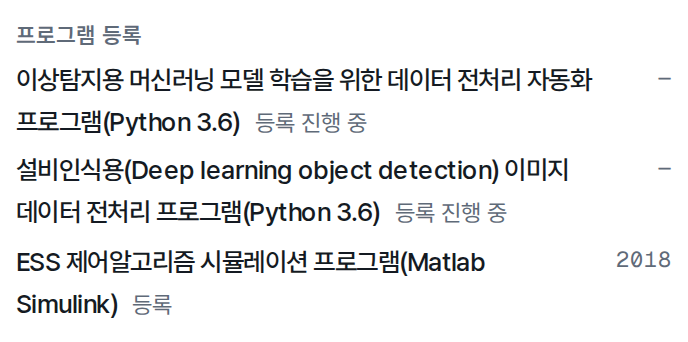 프로그램 등록
이상탐지용 머신러닝 모델 학습을 위한 데이터 전처리 자동화 –
프로그램(Python 3.6) 등록 진행 중
설비인식용(Deep learning object detection) 이미지 –
데이터 전처리 프로그램(Python 3.6) 등록 진행 중
ESS 제어알고리즘 시뮬레이션 프로그램(Matlab 2018
Simulink) 등록